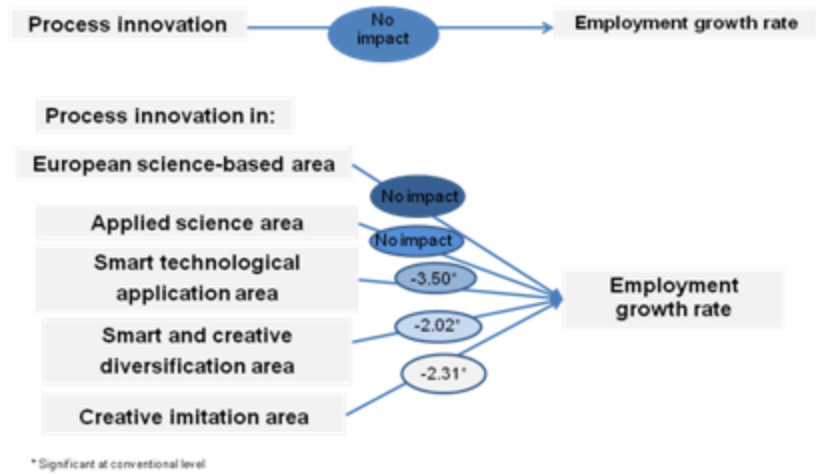 Process innovation
No
impact
Employment growth rate
Process innovation in:
European science-based area
No impact
Applied science area
No impact
Smart technological
application area
-3.50*
Employment
growth rate
Smart and creative
diversification area
-2.02*
-2.31*
Creative imitation area
* Significant at conventional level